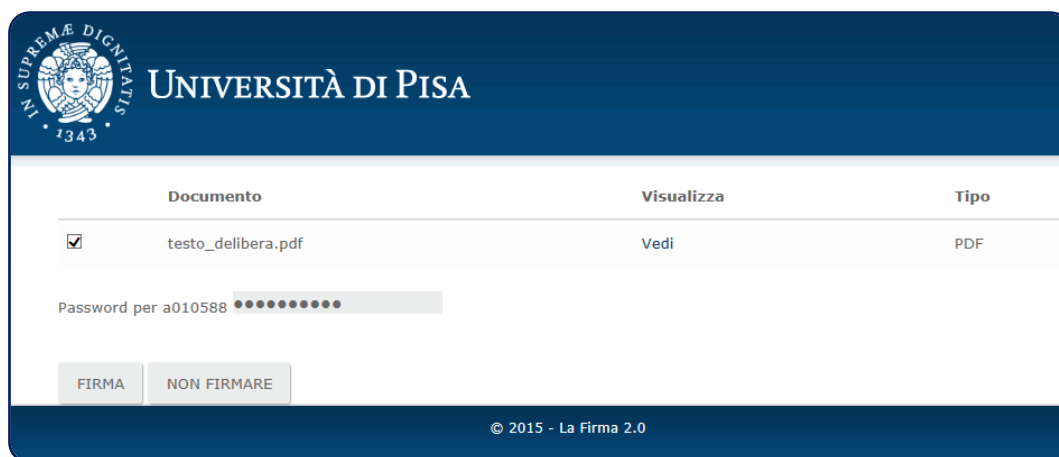 IN SUPREMÆ DIGNITATIS
· 1343 ·
UNIVERSITÀ DI PISA
Documento Visualizza Tipo
testo_delibera.pdf Vedi PDF
Password per a010588 ●●●●●●●●●●
FIRMA NON FIRMARE
© 2015 - La Firma 2.0